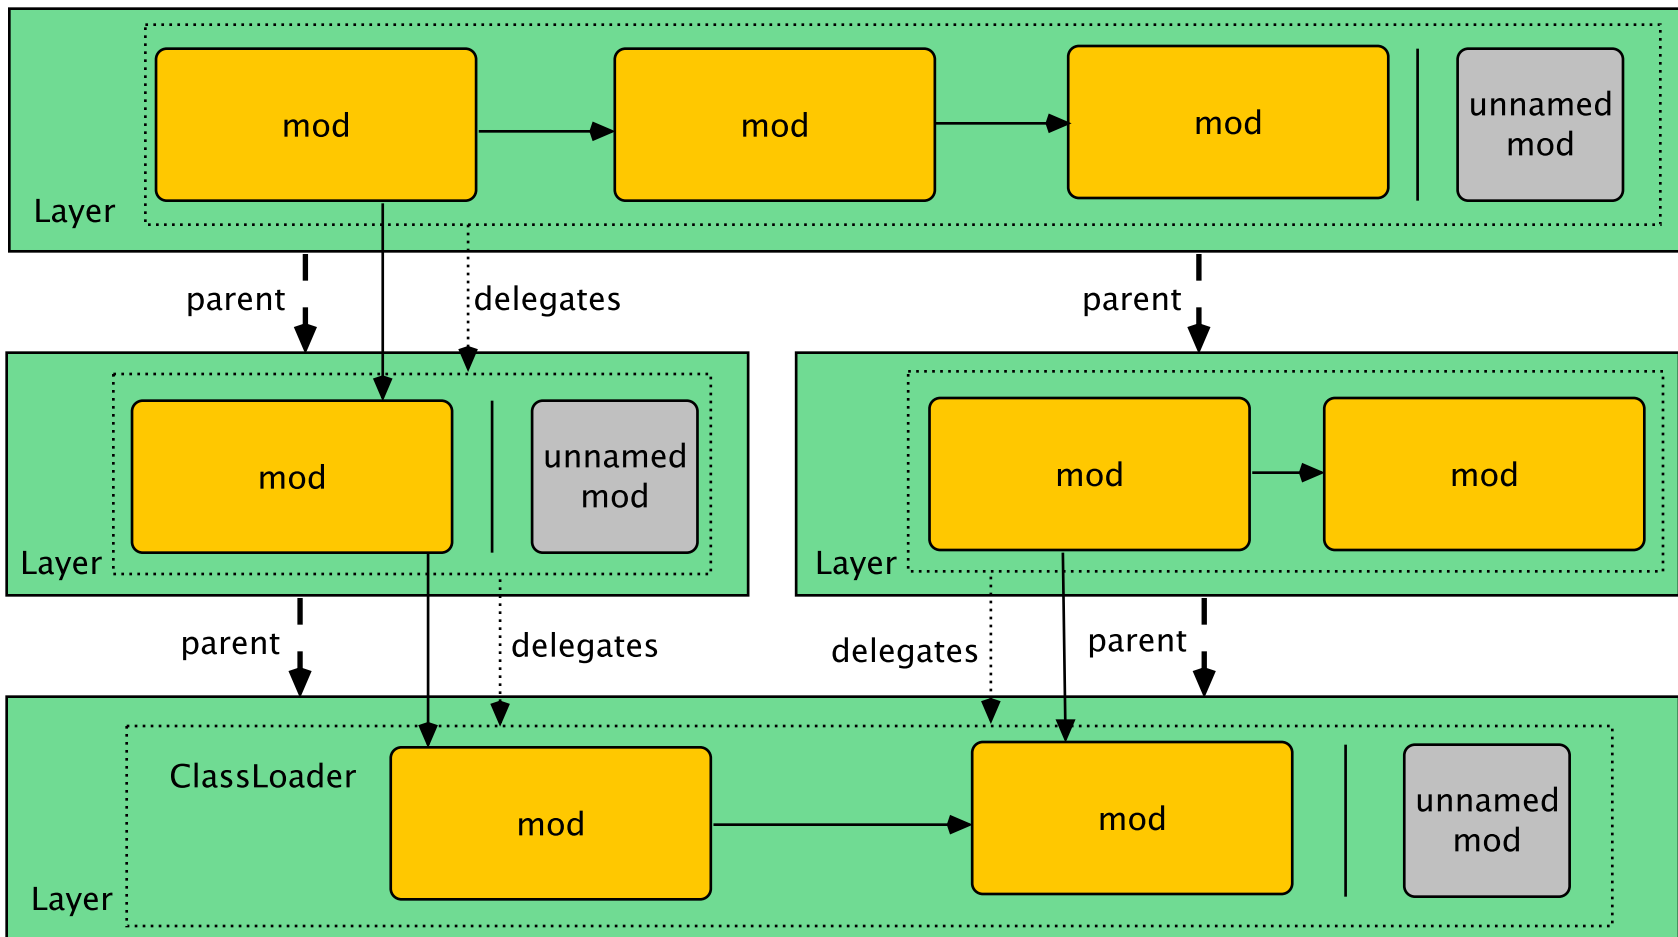 mod
mod
mod
unnamed
mod
Layer
parent
delegates
parent
mod
unnamed
mod
Layer
mod
mod
Layer
parent
delegates
delegates
parent
ClassLoader
mod
mod
unnamed
mod
Layer